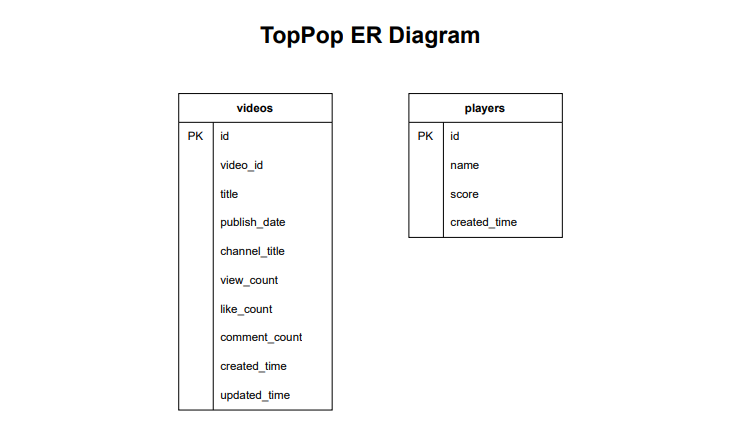 TopPop ER Diagram
videos
PK id
video_id
title
publish_date
channel_title
view_count
like_count
comment_count
created_time
updated_time
players
PK id
name
score
created_time